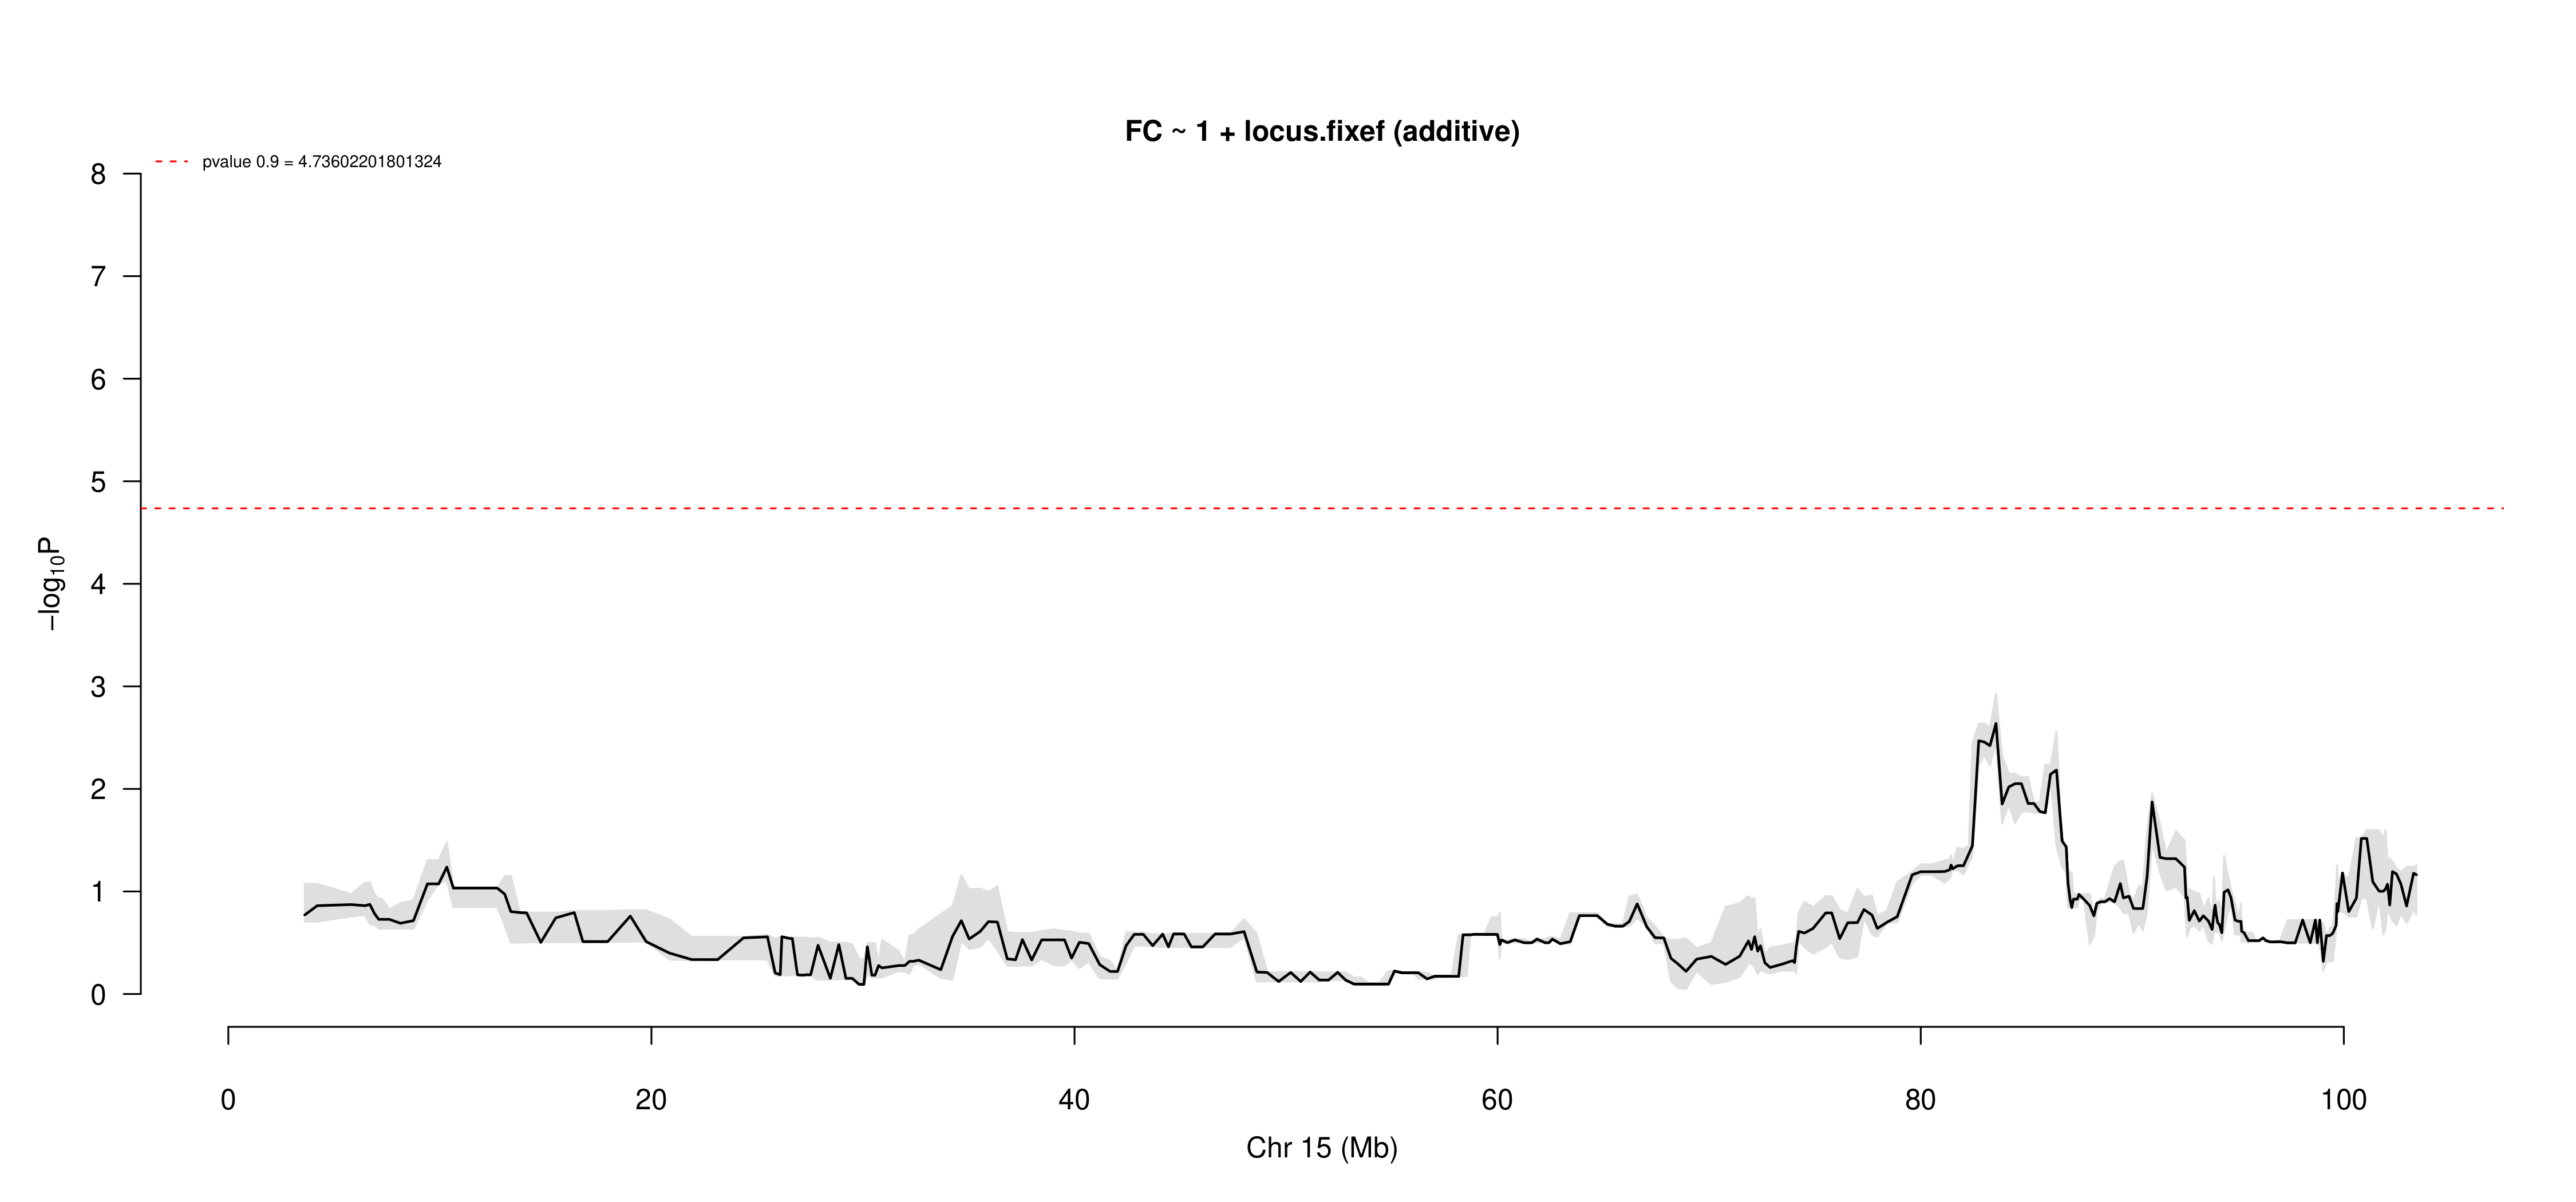 FC ~ 1 + locus.fixef (additive)
pvalue 0.9 = 4.73602201801324
8
7
6
5
4
3
2
1
0
−log10P
0 20 40 60 80 100
Chr 15 (Mb)